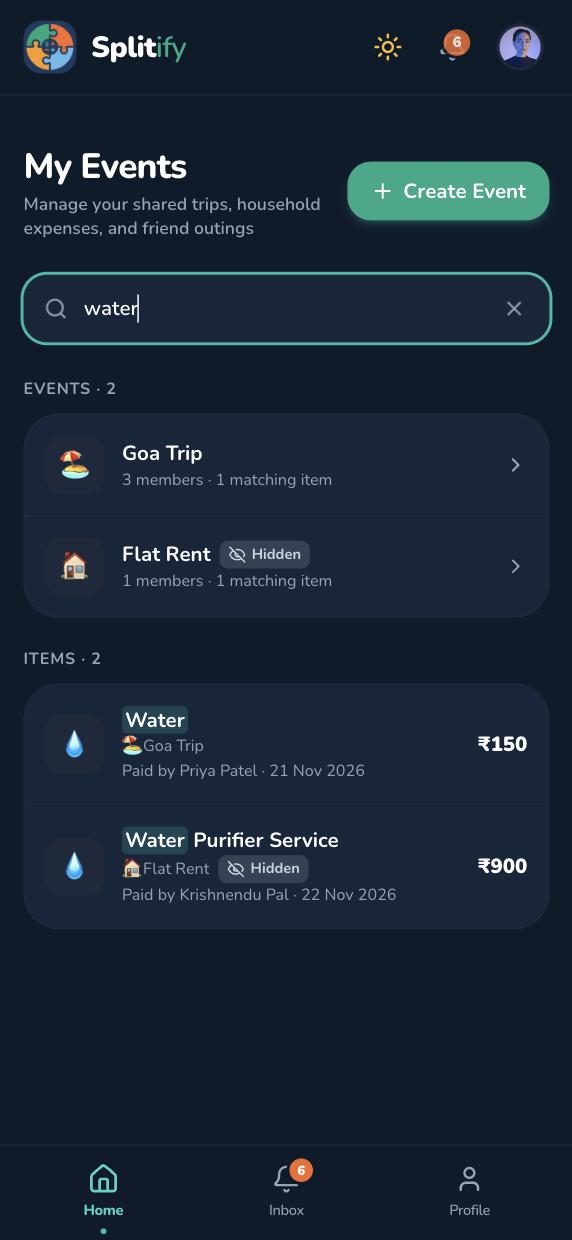 Splitify
6
My Events
Manage your shared trips, household
expenses, and friend outings
+ Create Event
water
EVENTS · 2
Goa Trip
3 members · 1 matching item
Flat Rent Hidden
1 members · 1 matching item
ITEMS · 2
Water
Goa Trip
₹150
Paid by Priya Patel · 21 Nov 2026
Water Purifier Service
Flat Rent Hidden
₹900
Paid by Krishnendu Pal · 22 Nov 2026
6
Home
Inbox
Profile